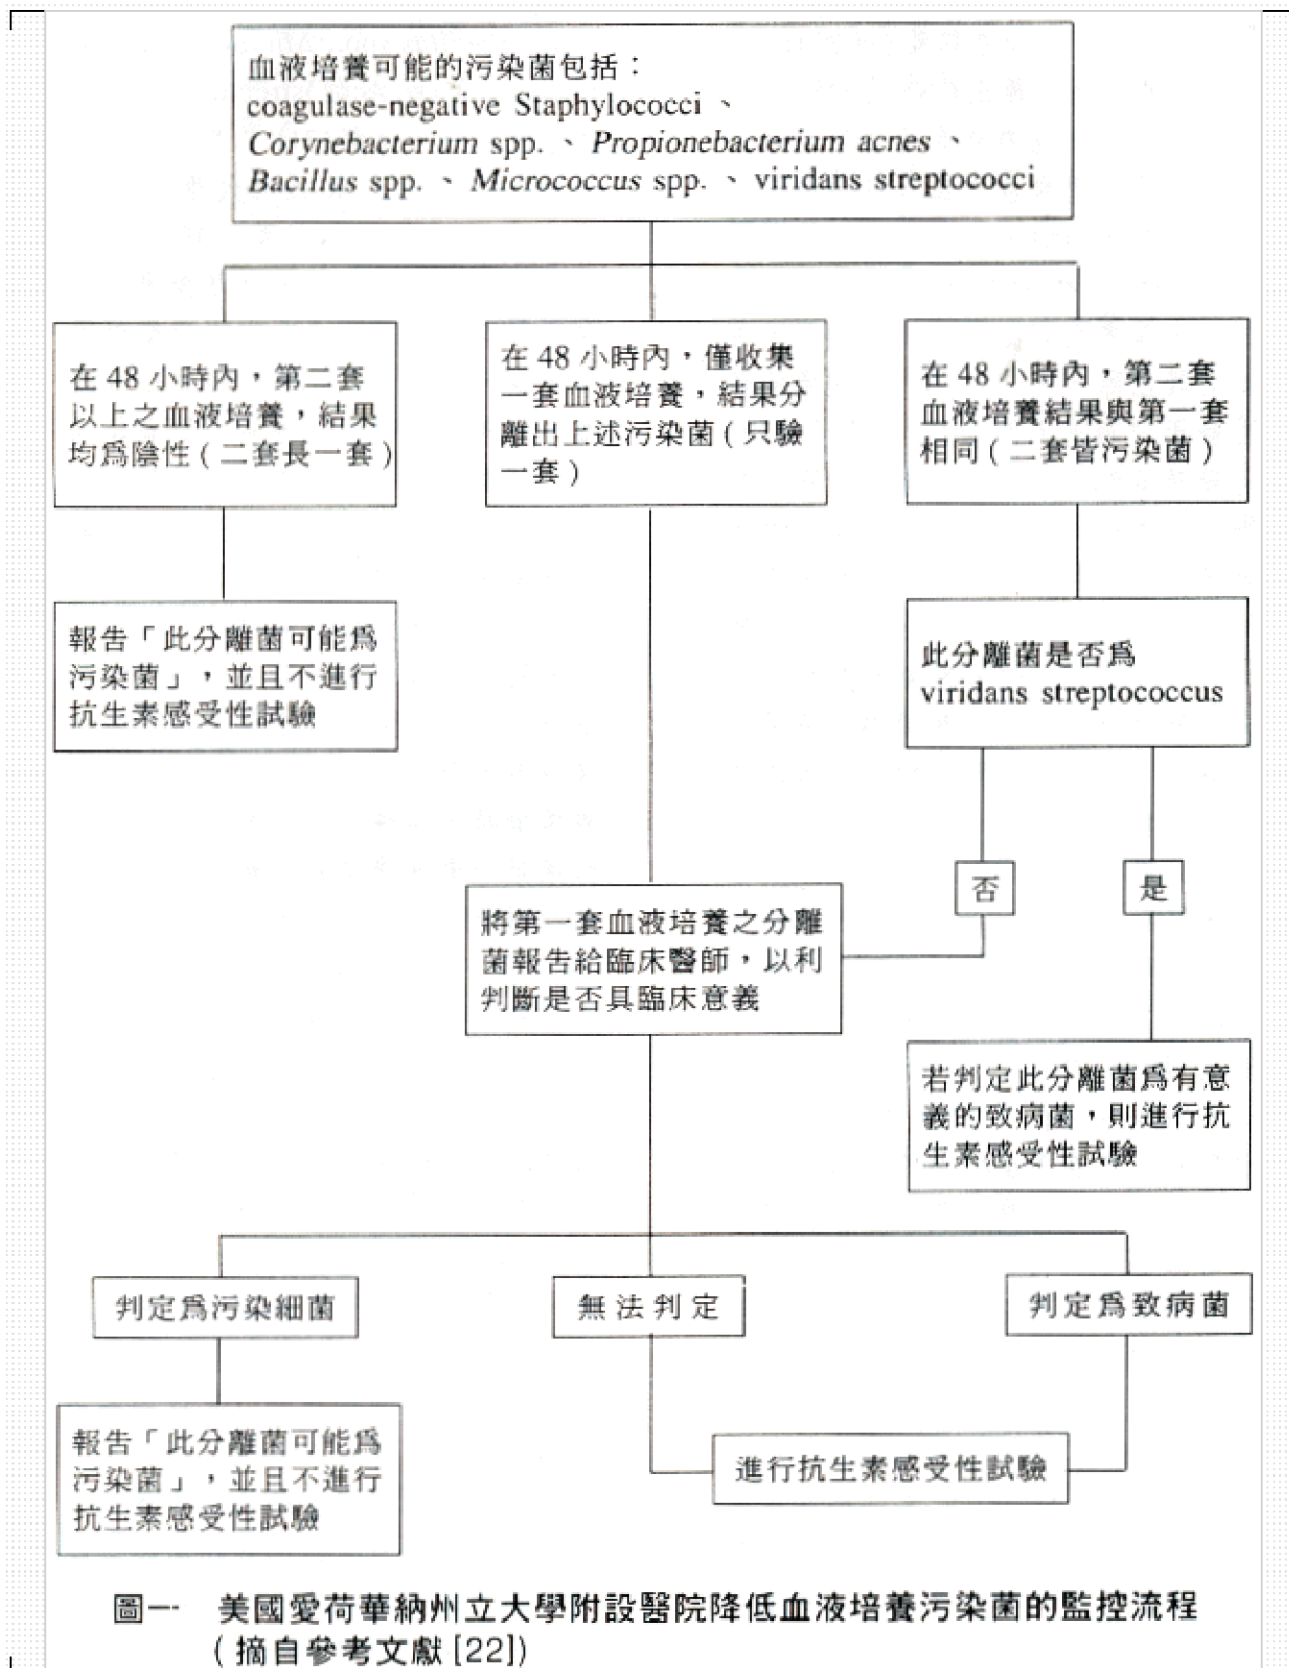 血液培養可能的污染菌包括：
coagulase-negative Staphylococci、
Corynebacterium spp.、Propionebacterium acnes、
Bacillus spp.、Micrococcus spp.、viridans streptococci
在 48 小時內，第二套
以上之血液培養，結果
均爲陰性（二套長一套）
在 48 小時內，僅收集
一套血液培養，結果分
離出上述污染菌（只驗
一套）
在 48 小時內，第二套
血液培養結果與第一套
相同（二套皆污染菌）
報告「此分離菌可能爲
污染菌」，並且不進行
抗生素感受性試驗
此分離菌是否爲
viridans streptococcus
否
是
將第一套血液培養之分離
菌報告給臨床醫師，以利
判斷是否具臨床意義
若判定此分離菌爲有意
義的致病菌，則進行抗
生素感受性試驗
判定爲污染細菌
無法判定
判定爲致病菌
報告「此分離菌可能爲
污染菌」，並且不進行
抗生素感受性試驗
進行抗生素感受性試驗
圖一 美國愛荷華納州立大學附設醫院降低血液培養污染菌的監控流程
（摘自參考文獻 [22]）